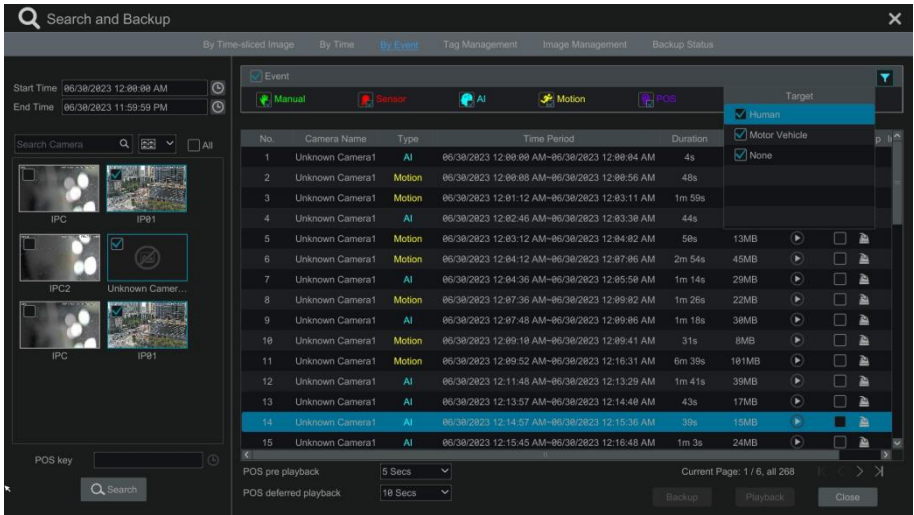 Search and Backup
By Time-sliced Image By Time By Event Tag Management Image Management Backup Status
Start Time 06/30/2023 12:00:00 AM
End Time 06/30/2023 11:59:59 PM
Search Camera All
IPC IP01
IPC2 Unknown Camer...
IPC IP01
POS key
Search
Event
Manual Sensor AI Motion POS
Target
Human
Motor Vehicle
None
No. Camera Name Type Time Period Duration
1 Unknown Camera1 AI 06/30/2023 12:00:00 AM~06/30/2023 12:00:04 AM 4s
2 Unknown Camera1 Motion 06/30/2023 12:00:08 AM~06/30/2023 12:00:56 AM 48s
3 Unknown Camera1 Motion 06/30/2023 12:01:12 AM~06/30/2023 12:03:11 AM 1m 59s
4 Unknown Camera1 AI 06/30/2023 12:02:46 AM~06/30/2023 12:03:30 AM 44s
5 Unknown Camera1 Motion 06/30/2023 12:03:12 AM~06/30/2023 12:04:02 AM 50s 13MB
6 Unknown Camera1 Motion 06/30/2023 12:04:12 AM~06/30/2023 12:07:06 AM 2m 54s 45MB
7 Unknown Camera1 AI 06/30/2023 12:04:36 AM~06/30/2023 12:05:50 AM 1m 14s 29MB
8 Unknown Camera1 Motion 06/30/2023 12:07:36 AM~06/30/2023 12:09:02 AM 1m 26s 22MB
9 Unknown Camera1 AI 06/30/2023 12:07:48 AM~06/30/2023 12:09:06 AM 1m 18s 30MB
10 Unknown Camera1 Motion 06/30/2023 12:09:10 AM~06/30/2023 12:09:41 AM 31s 8MB
11 Unknown Camera1 Motion 06/30/2023 12:09:52 AM~06/30/2023 12:16:31 AM 6m 39s 101MB
12 Unknown Camera1 AI 06/30/2023 12:11:48 AM~06/30/2023 12:13:29 AM 1m 41s 39MB
13 Unknown Camera1 AI 06/30/2023 12:13:57 AM~06/30/2023 12:14:40 AM 43s 17MB
14 Unknown Camera1 AI 06/30/2023 12:14:57 AM~06/30/2023 12:15:36 AM 39s 15MB
15 Unknown Camera1 AI 06/30/2023 12:15:45 AM~06/30/2023 12:16:48 AM 1m 3s 24MB
POS pre playback 5 Secs Current Page: 1 / 6, all 268
POS deferred playback 10 Secs
Backup Playback Close